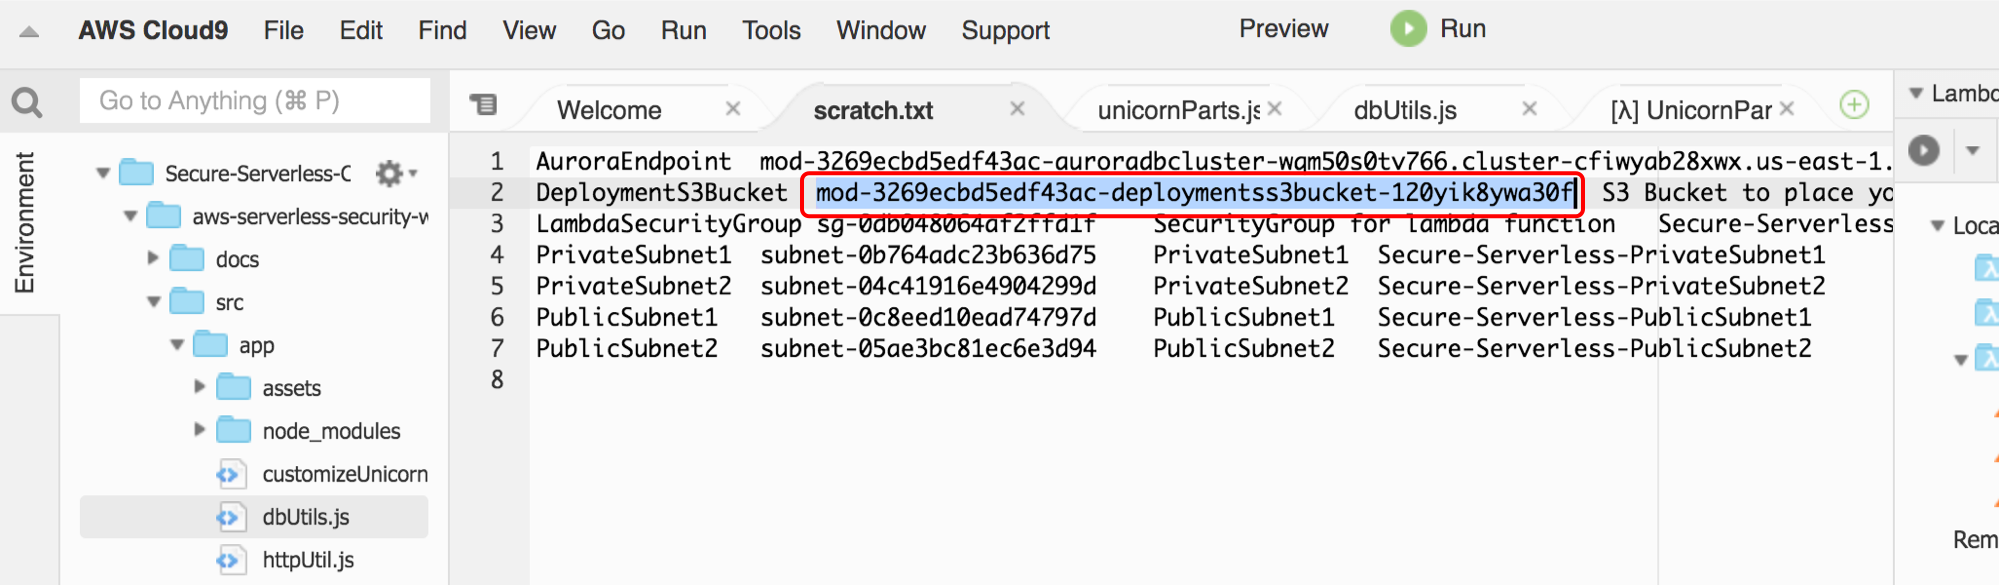 AWS Cloud9 File Edit Find View Go Run Tools Window Support Preview Run
Go to Anything (⌘ P)
Welcome scratch.txt unicornParts.js dbUtils.js [λ] UnicornPar
Lambd
Environment
Secure-Serverless-C
aws-serverless-security-w
docs
src
app
assets
node_modules
customizeUnicorn
dbUtils.js
httpUtil.js
1 AuroraEndpoint mod-3269ecbd5edf43ac-auroradbcluster-wqm50s0tv766.cluster-cfiwyab28xwx.us-east-1.
2 DeploymentS3Bucket mod-3269ecbd5edf43ac-deploymentss3bucket-120yik8ywa30f S3 Bucket to place yo
3 LambdaSecurityGroup sg-0db048064af2ffd1f SecurityGroup for lambda function Secure-Serverless
4 PrivateSubnet1 subnet-0b764adc23b636d75 PrivateSubnet1 Secure-Serverless-PrivateSubnet1
5 PrivateSubnet2 subnet-04c41916e4904299d PrivateSubnet2 Secure-Serverless-PrivateSubnet2
6 PublicSubnet1 subnet-0c8eed10ead74797d PublicSubnet1 Secure-Serverless-PublicSubnet1
7 PublicSubnet2 subnet-05ae3bc81ec6e3d94 PublicSubnet2 Secure-Serverless-PublicSubnet2
8
Loca
Rem